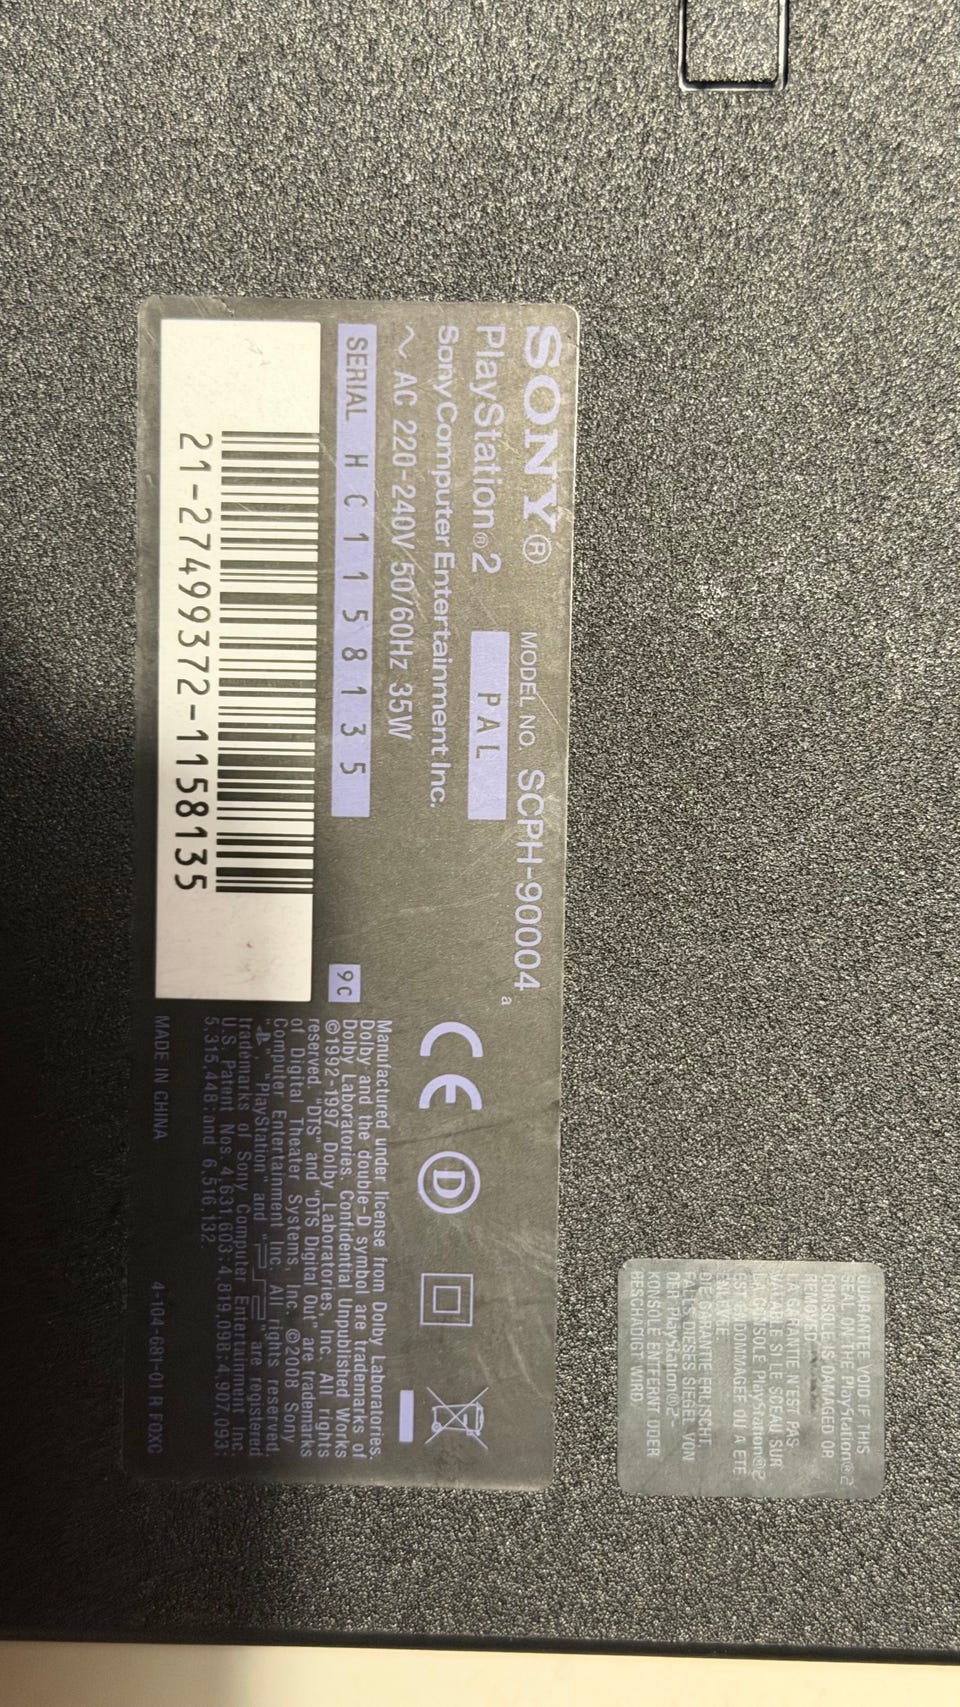 SONY®
MODEL NO. SCPH-90004 a
PlayStation®2
PAL
Sony Computer Entertainment Inc.
∿ AC 220-240V 50/60Hz 35W
SERIAL HC1158135
9C
21-27499372-1158135
CE D
Manufactured under license from Dolby Laboratories.
Dolby and the double-D symbol are trademarks of
Dolby Laboratories. Confidential Unpublished Works
©1992-1997 Dolby Laboratories, Inc. All rights
reserved. "DTS" and "DTS Digital Out" are trademarks
of Digital Theater Systems, Inc. ©2008 Sony
Computer Entertainment Inc. All rights reserved.
", "PlayStation" and "PS2" are registered
trademarks of Sony Computer Entertainment Inc.
U.S. Patent Nos. 4,631,603;4,819,098;4,907,093;
5,315,448;and 6,516,132.
MADE IN CHINA
4-104-681-01 R FOXC
GUARANTEE VOID IF THIS
SEAL ON THE PlayStation®2
CONSOLE IS DAMAGED OR
REMOVED.
LA GARANTIE N'EST PAS
VALABLE SI LE SCEAU SUR
LA CONSOLE PlayStation®2
EST ENDOMMAGÉ OU A ÉTÉ
ENLEVÉ.
DIE GARANTIE ERLISCHT,
FALLS DIESES SIEGEL VON
DER PlayStation®2-
KONSOLE ENTFERNT ODER
BESCHÄDIGT WIRD.